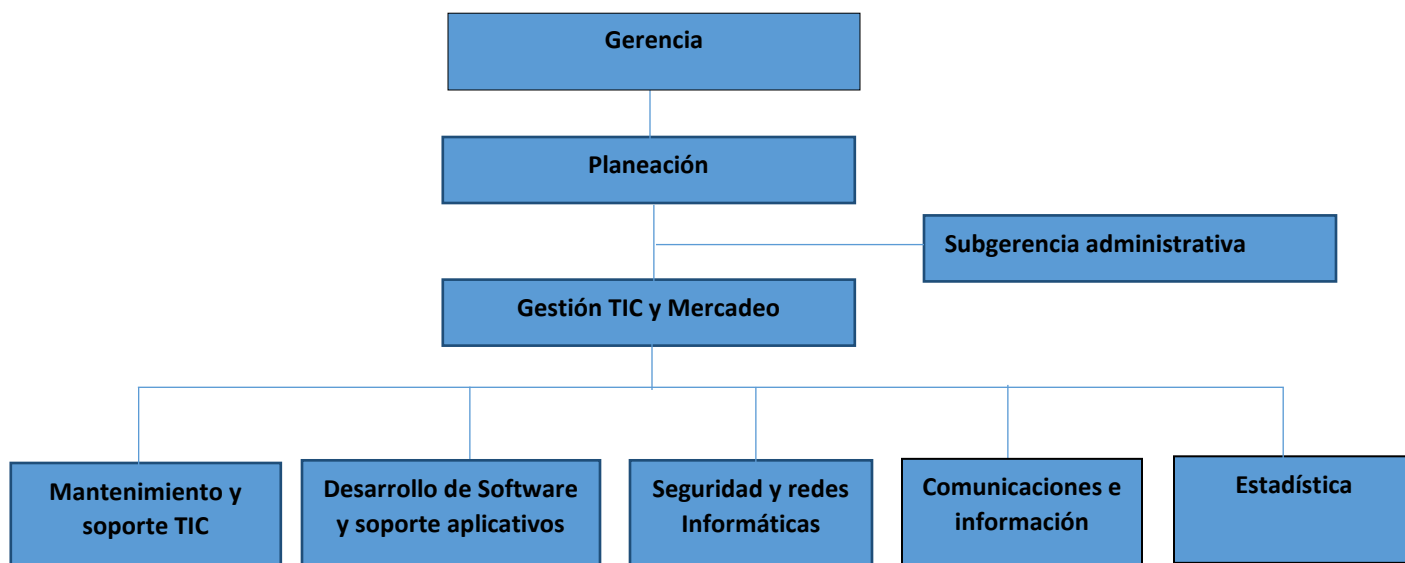 Gerencia
Planeación
Subgerencia administrativa
Gestión TIC y Mercadeo
Mantenimiento y
soporte TIC
Desarrollo de Software
y soporte aplicativos
Seguridad y redes
Informáticas
Comunicaciones e
información
Estadística